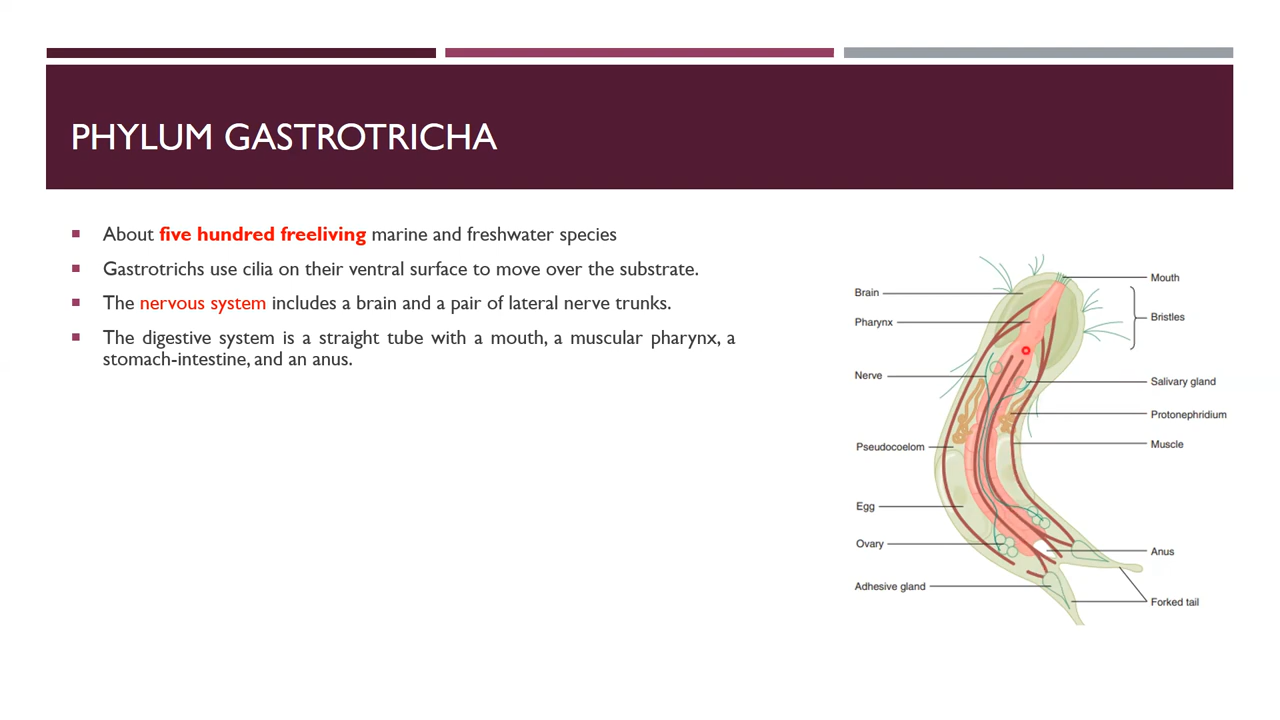 PHYLUM GASTROTRICHA
About five hundred freeliving marine and freshwater species
Gastrotrichs use cilia on their ventral surface to move over the substrate.
The nervous system includes a brain and a pair of lateral nerve trunks.
The digestive system is a straight tube with a mouth, a muscular pharynx, a
stomach-intestine, and an anus.
Brain
Pharynx
Nerve
Pseudocoelom
Egg
Ovary
Adhesive gland
Mouth
Bristles
Salivary gland
Protonephridium
Muscle
Anus
Forked tail